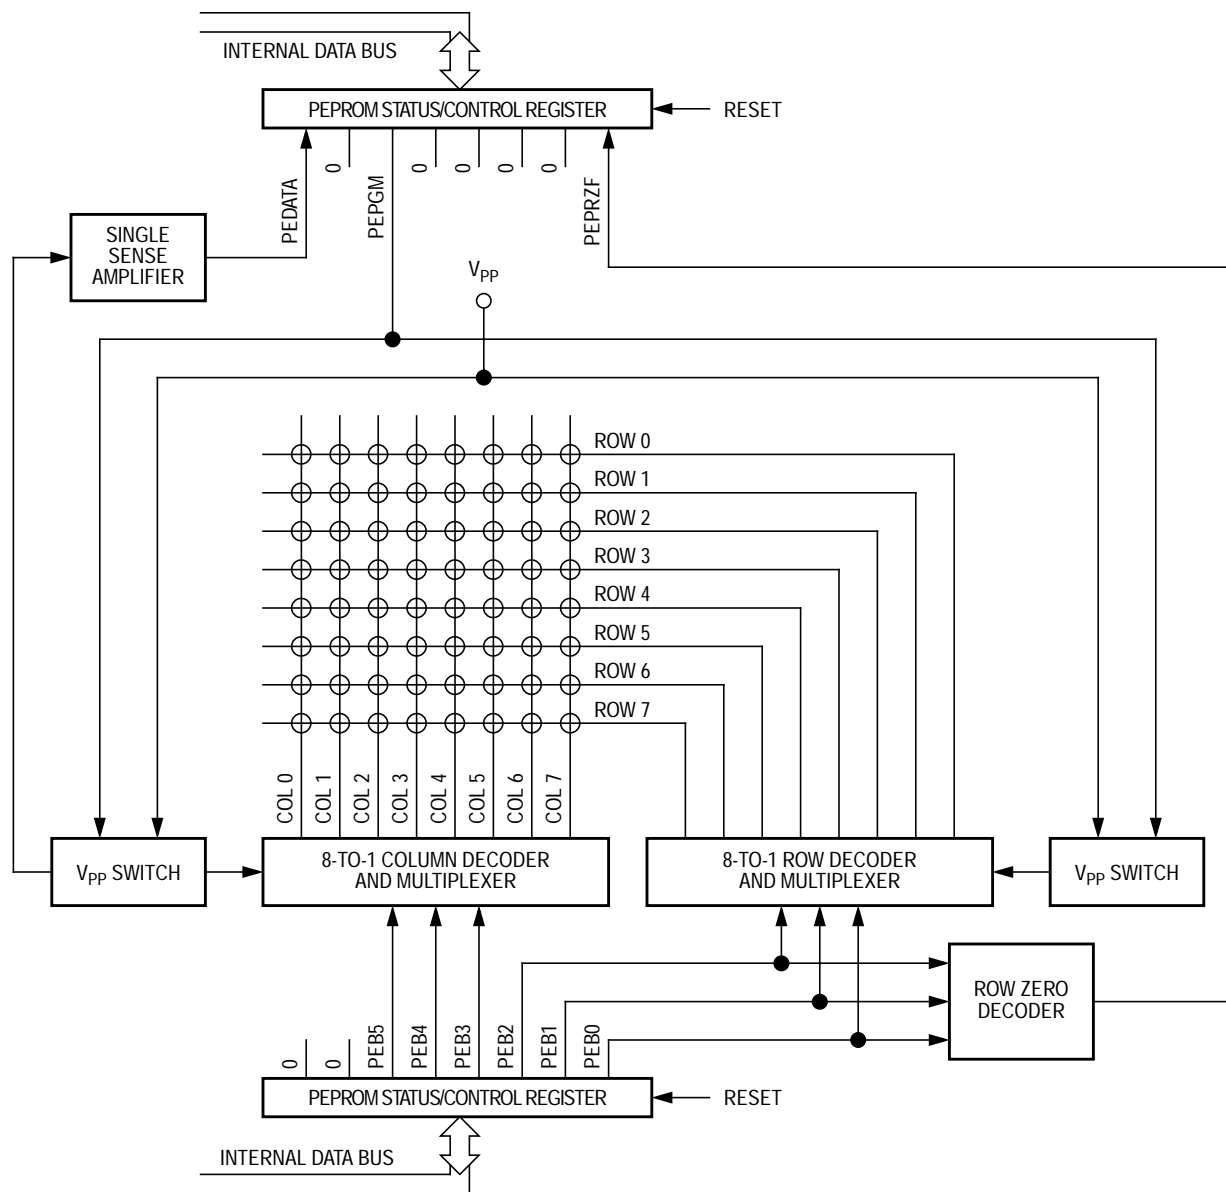 INTERNAL DATA BUS
PEPROM STATUS/CONTROL REGISTER
RESET
PEDATA
0
PEPGM
0
0
0
0
PEPRZF
SINGLE
SENSE
AMPLIFIER
VPP
ROW 0
ROW 1
ROW 2
ROW 3
ROW 4
ROW 5
ROW 6
ROW 7
COL 0
COL 1
COL 2
COL 3
COL 4
COL 5
COL 6
COL 7
VPP SWITCH
8-TO-1 COLUMN DECODER
AND MULTIPLEXER
8-TO-1 ROW DECODER
AND MULTIPLEXER
VPP SWITCH
ROW ZERO
DECODER
0
0
PEB5
PEB4
PEB3
PEB2
PEB1
PEB0
PEPROM STATUS/CONTROL REGISTER
RESET
INTERNAL DATA BUS